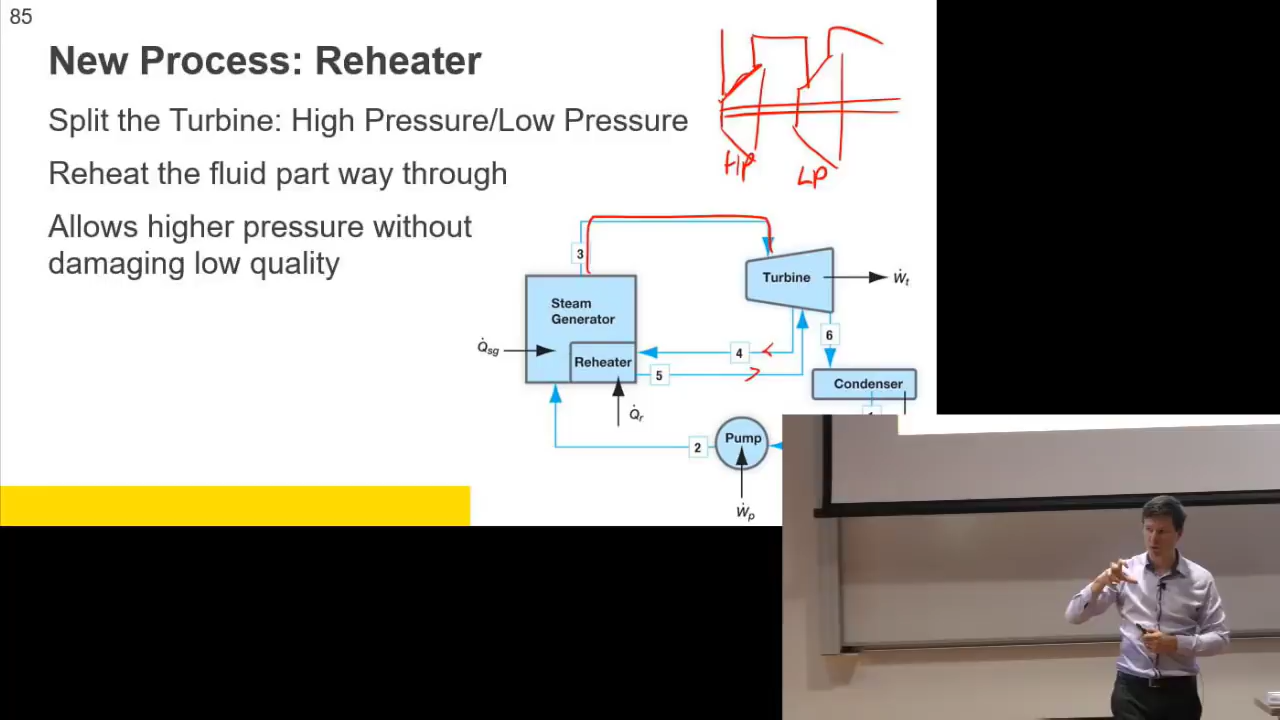 85
New Process: Reheater
Split the Turbine: High Pressure/Low Pressure
Reheat the fluid part way through
Allows higher pressure without
damaging low quality
HP
LP
3
Turbine
Ẇt
Steam
Generator
6
Q̇sg
Reheater
4
5
Condenser
Q̇r
2
Pump
Ẇp